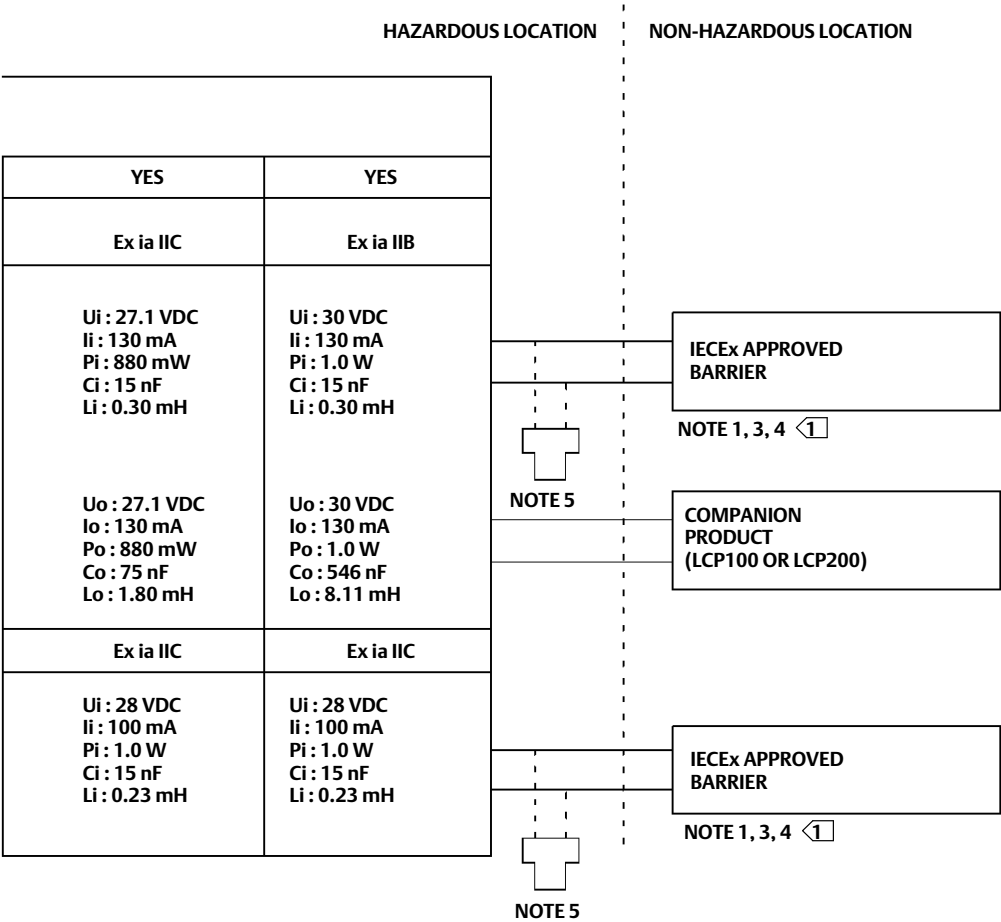 HAZARDOUS LOCATION
NON-HAZARDOUS LOCATION
YES
YES
Ex ia IIC
Ex ia IIB
Ui : 27.1 VDC
Ii : 130 mA
Pi : 880 mW
Ci : 15 nF
Li : 0.30 mH
Ui : 30 VDC
Ii : 130 mA
Pi : 1.0 W
Ci : 15 nF
Li : 0.30 mH
IECEx APPROVED
BARRIER
NOTE 1, 3, 4 1
NOTE 5
Uo : 27.1 VDC
Io : 130 mA
Po : 880 mW
Co : 75 nF
Lo : 1.80 mH
Uo : 30 VDC
Io : 130 mA
Po : 1.0 W
Co : 546 nF
Lo : 8.11 mH
COMPANION
PRODUCT
(LCP100 OR LCP200)
Ex ia IIC
Ex ia IIC
Ui : 28 VDC
Ii : 100 mA
Pi : 1.0 W
Ci : 15 nF
Li : 0.23 mH
Ui : 28 VDC
Ii : 100 mA
Pi : 1.0 W
Ci : 15 nF
Li : 0.23 mH
IECEx APPROVED
BARRIER
NOTE 1, 3, 4 1
NOTE 5